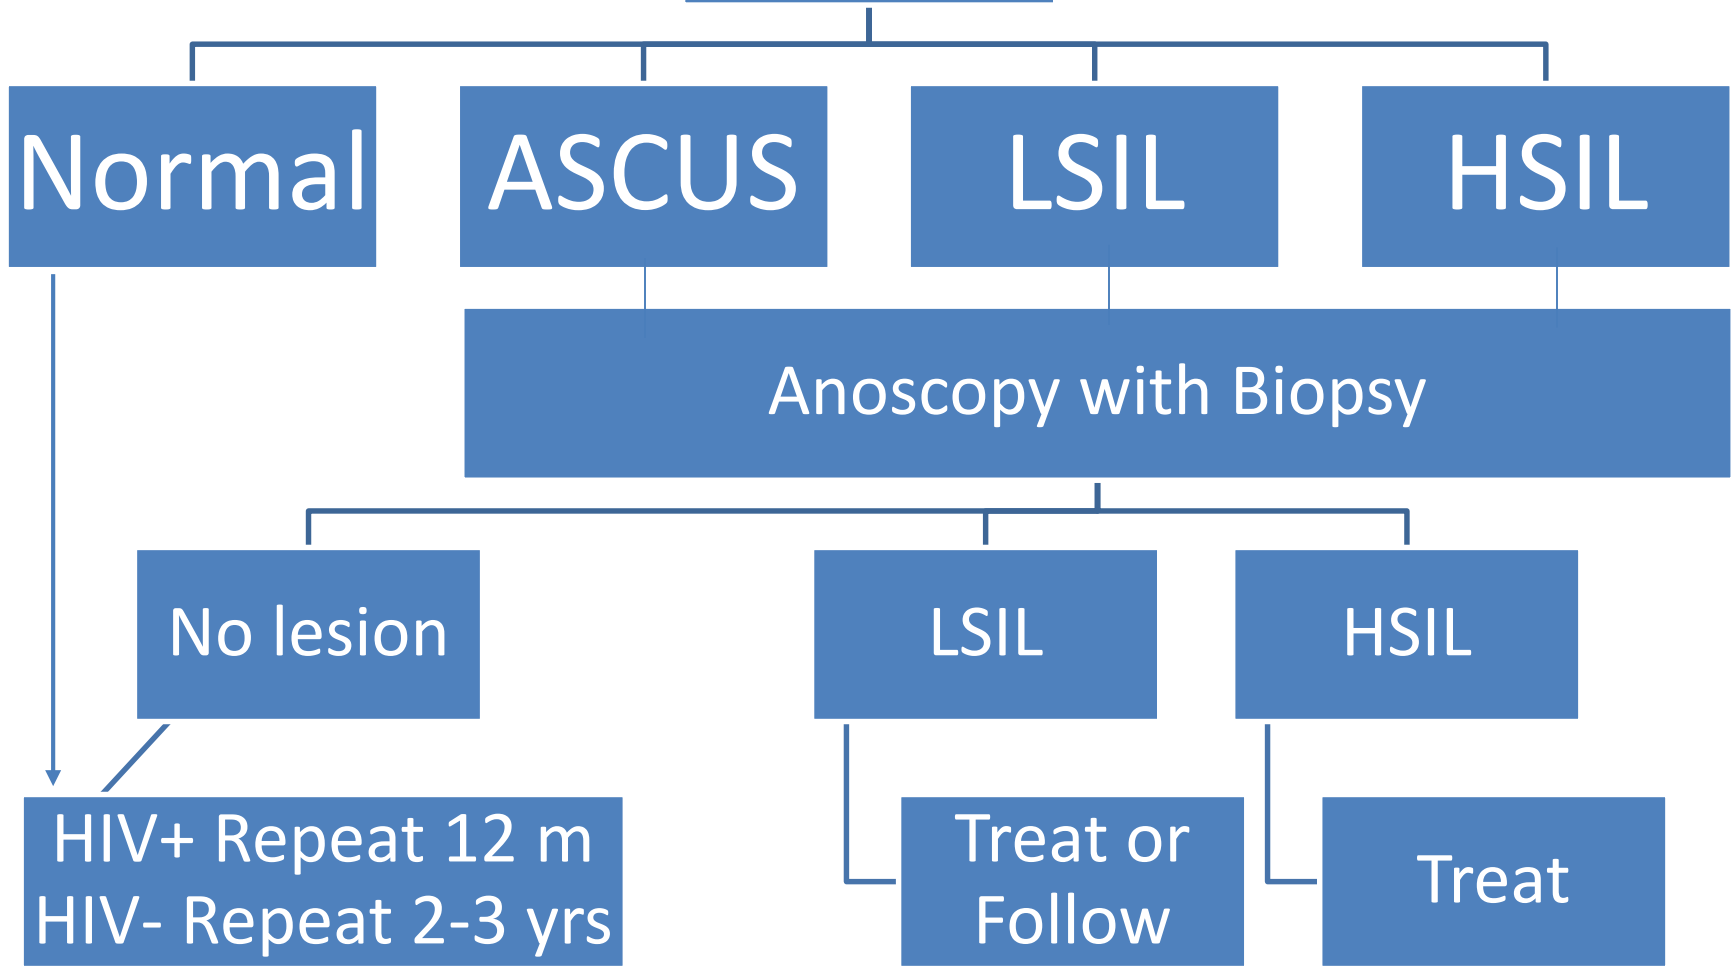 Normal
ASCUS
LSIL
HSIL
Anoscopy with Biopsy
No lesion
LSIL
HSIL
HIV+ Repeat 12 m
HIV- Repeat 2-3 yrs
Treat or
Follow
Treat